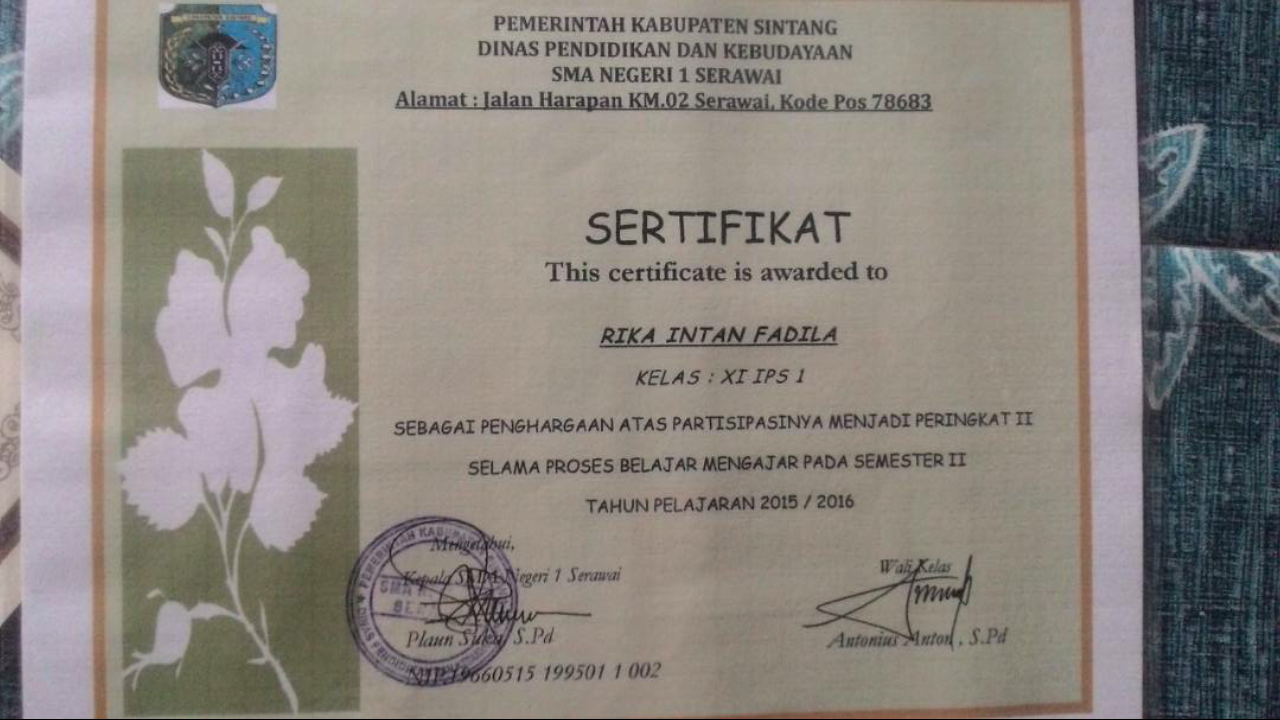 PEMERINTAH KABUPATEN SINTANG
DINAS PENDIDIKAN DAN KEBUDAYAAN
SMA NEGERI 1 SERAWAI
Alamat : Jalan Harapan KM.02 Serawai, Kode Pos 78683
SERTIFIKAT
This certificate is awarded to
RIKA INTAN FADILA
KELAS : XI IPS 1
SEBAGAI PENGHARGAAN ATAS PARTISIPASINYA MENJADI PERINGKAT II
SELAMA PROSES BELAJAR MENGAJAR PADA SEMESTER II
TAHUN PELAJARAN 2015 / 2016
Mengetahui,
Kepala SMA Negeri 1 Serawai
Plaun Suka, S.Pd
NIP.19660515 199501 1 002
Wali Kelas
Antonius Anton, S.Pd